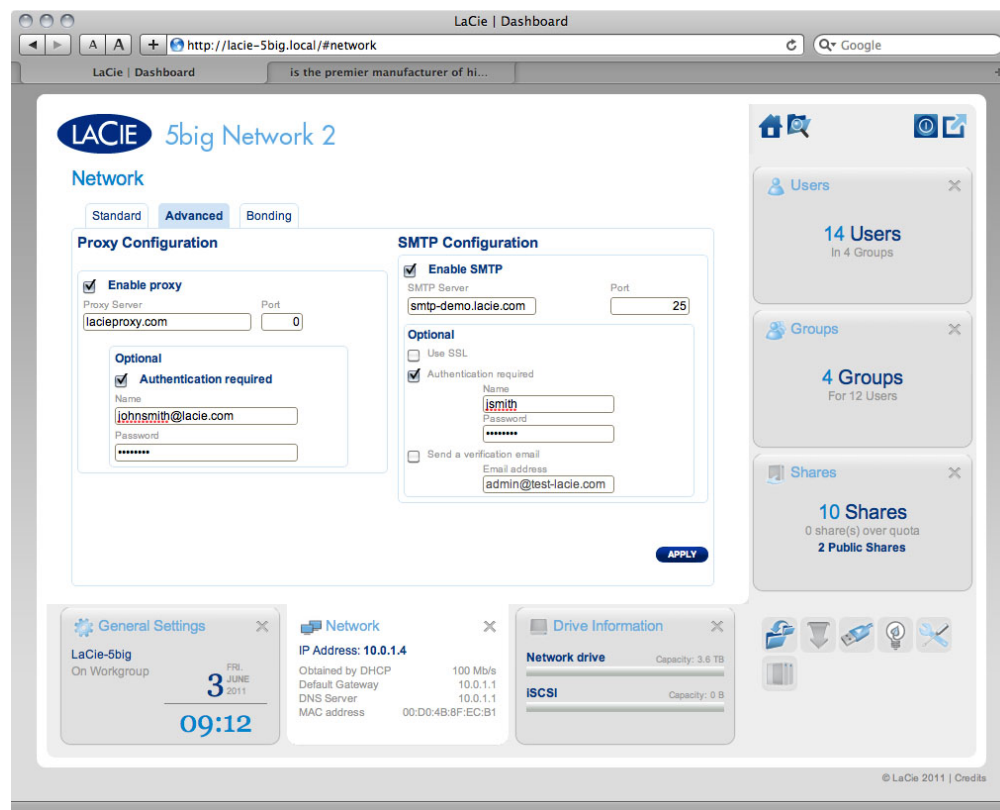 LaCie | Dashboard
A A + http://lacie-5big.local/#network Google
LaCie | Dashboard is the premier manufacturer of hi...
LACIE 5big Network 2
Network
Standard Advanced Bonding
Proxy Configuration
Enable proxy
Proxy Server Port
lacieproxy.com 0
Optional
Authentication required
Name
johnsmith@lacie.com
Password
••••••••
SMTP Configuration
Enable SMTP
SMTP Server Port
smtp-demo.lacie.com 25
Optional
Use SSL
Authentication required
Name
jsmith
Password
••••••••
Send a verification email
Email address
admin@test-lacie.com
APPLY
Users
14 Users
In 4 Groups
Groups
4 Groups
For 12 Users
Shares
10 Shares
0 share(s) over quota
2 Public Shares
General Settings
LaCie-5big
On Workgroup
3 FRI. JUNE 2011
09:12
Network
IP Address: 10.0.1.4
Obtained by DHCP 100 Mb/s
Default Gateway 10.0.1.1
DNS Server 10.0.1.1
MAC address 00:D0:4B:8F:EC:B1
Drive Information
Network drive Capacity: 3.6 TB
iSCSI Capacity: 0 B
© LaCie 2011 | Credits